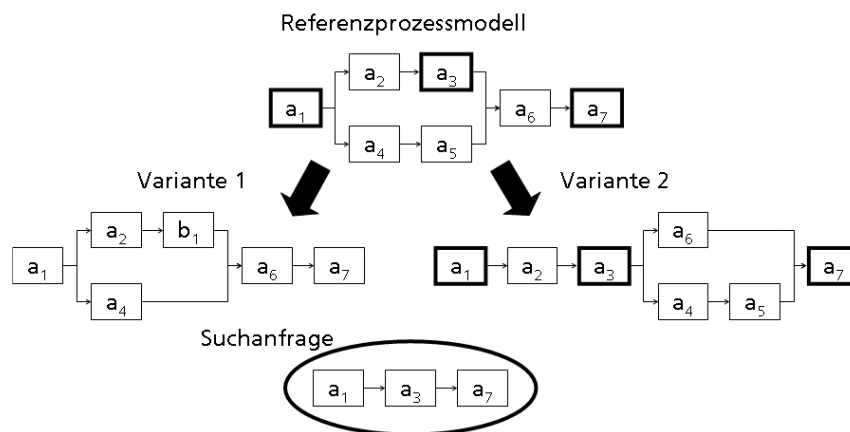 Referenzprozessmodell
a₂ a₃
a₁ a₆ a₇
a₄ a₅
Variante 1 Variante 2
a₂ b₁ a₆
a₁ a₆ a₇ a₁ a₂ a₃ a₇
a₄ a₄ a₅
Suchanfrage
a₁ a₃ a₇